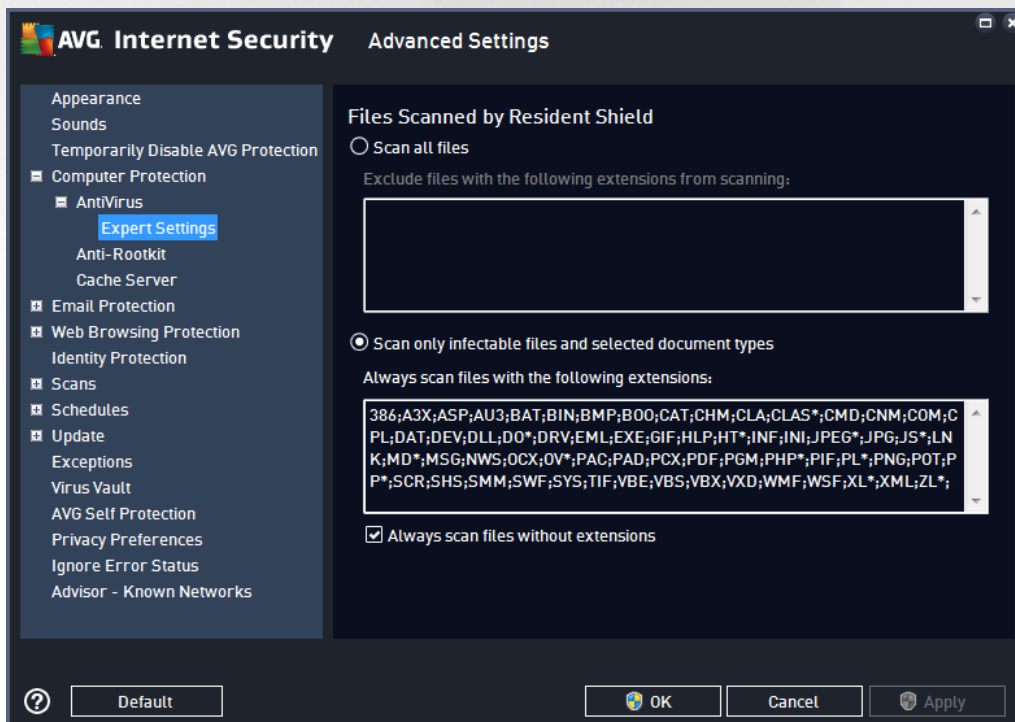 AVG. Internet Security Advanced Settings
Appearance
Sounds
Temporarily Disable AVG Protection
Computer Protection
AntiVirus
Expert Settings
Anti-Rootkit
Cache Server
Email Protection
Web Browsing Protection
Identity Protection
Scans
Schedules
Update
Exceptions
Virus Vault
AVG Self Protection
Privacy Preferences
Ignore Error Status
Advisor - Known Networks
Files Scanned by Resident Shield
Scan all files
Exclude files with the following extensions from scanning:
Scan only infectable files and selected document types
Always scan files with the following extensions:
386;A3X;ASP;AU3;BAT;BIN;BMP;BOO;CAT;CHM;CLA;CLAS*;CMD;CNM;COM;C
PL;DAT;DEV;DLL;DO*;DRV;EML;EXE;GIF;HLP;HT*;INF;INI;JPEG*;JPG;JS*;LN
K;MD*;MSG;NWS;OCX;OV*;PAC;PAD;PCX;PDF;PGM;PHP*;PIF;PL*;PNG;POT;P
P*;SCR;SHS;SMM;SWF;SYS;TIF;VBE;VBS;VBX;VXD;WMF;WSF;XL*;XML;ZL*;
Always scan files without extensions
Default
OK
Cancel
Apply